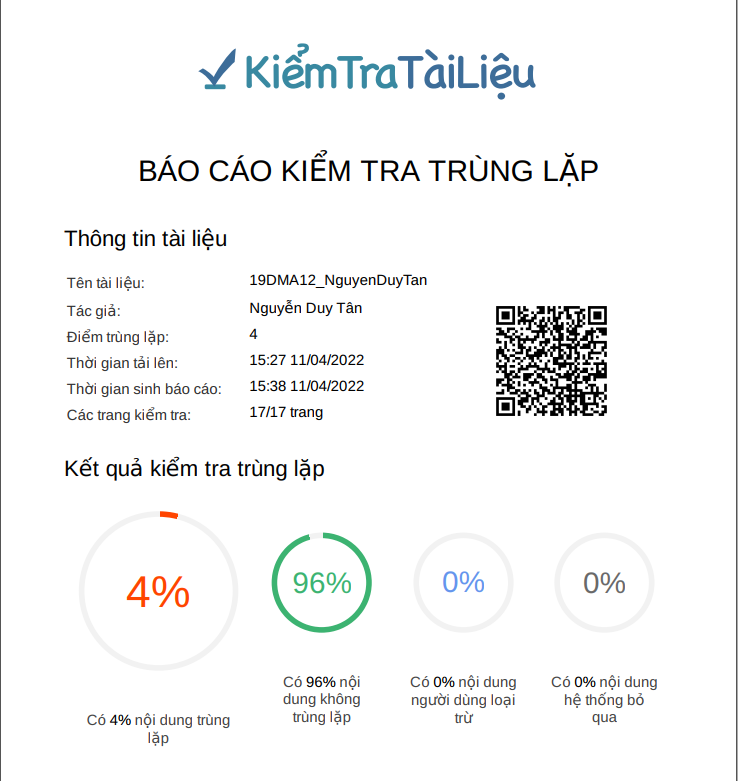 KiểmTraTàiLiệu
BÁO CÁO KIỂM TRA TRÙNG LẶP
Thông tin tài liệu
Tên tài liệu: 19DMA12_NguyenDuyTan
Tác giả: Nguyễn Duy Tân
Điểm trùng lặp: 4
Thời gian tải lên: 15:27 11/04/2022
Thời gian sinh báo cáo: 15:38 11/04/2022
Các trang kiểm tra: 17/17 trang
Kết quả kiểm tra trùng lặp
4%
96%
0%
0%
Có 4% nội dung trùng
lặp
Có 96% nội
dung không
trùng lặp
Có 0% nội dung
người dùng loại
trừ
Có 0% nội dung
hệ thống bỏ
qua